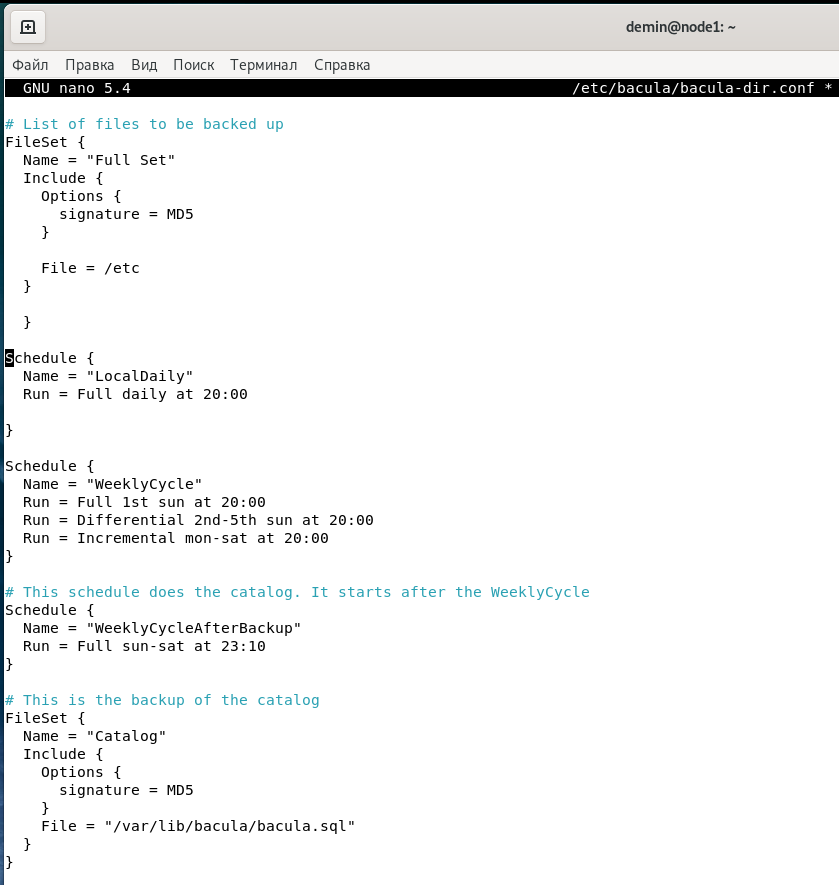 demin@node1: ~
Файл Правка Вид Поиск Терминал Справка
GNU nano 5.4 /etc/bacula/bacula-dir.conf *
# List of files to be backed up
FileSet {
  Name = "Full Set"
  Include {
    Options {
      signature = MD5
    }
    File = /etc
  }
  }
Schedule {
  Name = "LocalDaily"
  Run = Full daily at 20:00
}
Schedule {
  Name = "WeeklyCycle"
  Run = Full 1st sun at 20:00
  Run = Differential 2nd-5th sun at 20:00
  Run = Incremental mon-sat at 20:00
}
# This schedule does the catalog. It starts after the WeeklyCycle
Schedule {
  Name = "WeeklyCycleAfterBackup"
  Run = Full sun-sat at 23:10
}
# This is the backup of the catalog
FileSet {
  Name = "Catalog"
  Include {
    Options {
      signature = MD5
    }
    File = "/var/lib/bacula/bacula.sql"
  }
}